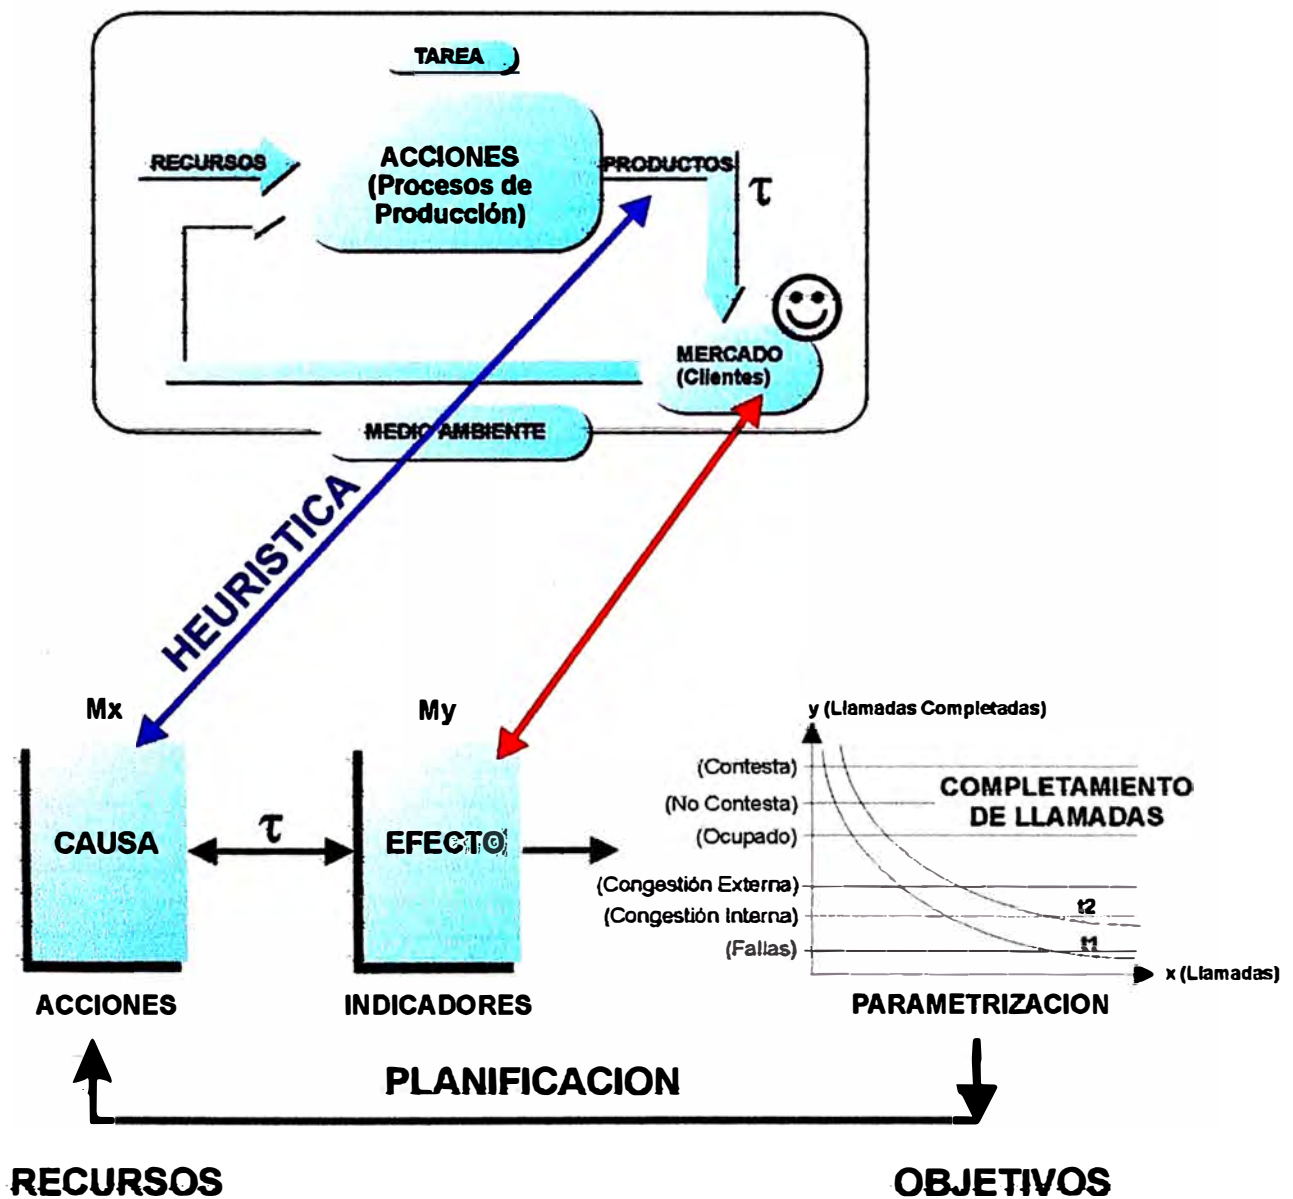 TAREA
RECURSOS
ACCIONES
(Procesos de
Producción)
PRODUCTOS
τ
MERCADO
(Clientes)
MEDIO AMBIENTE
HEURISTICA
Mx
My
CAUSA
τ
EFECTO
ACCIONES
INDICADORES
y (Llamadas Completadas)
(Contesta)
(No Contesta)
(Ocupado)
(Congestión Externa)
(Congestión Interna)
(Fallas)
COMPLETAMIENTO
DE LLAMADAS
t2
t1
x (Llamadas)
PARAMETRIZACION
PLANIFICACION
RECURSOS
OBJETIVOS